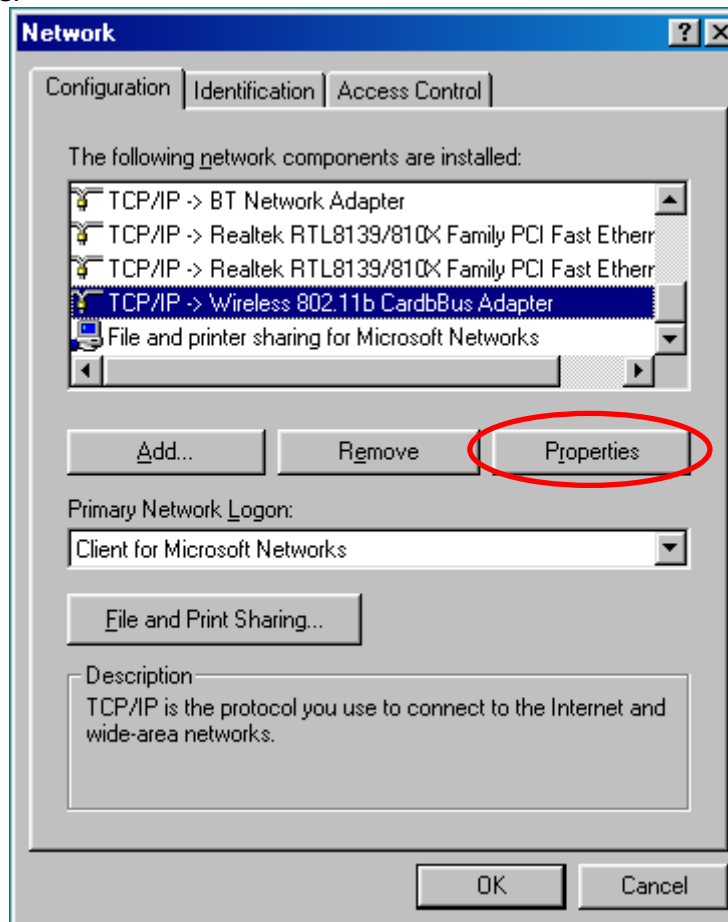 Network
Configuration Identification Access Control
The following network components are installed:
TCP/IP -> BT Network Adapter
TCP/IP -> Realtek RTL8139/810X Family PCI Fast Etherr
TCP/IP -> Realtek RTL8139/810X Family PCI Fast Etherr
TCP/IP -> Wireless 802.11b CardbBus Adapter
File and printer sharing for Microsoft Networks
Add... Remove Properties
Primary Network Logon:
Client for Microsoft Networks
File and Print Sharing...
Description
TCP/IP is the protocol you use to connect to the Internet and
wide-area networks.
OK Cancel